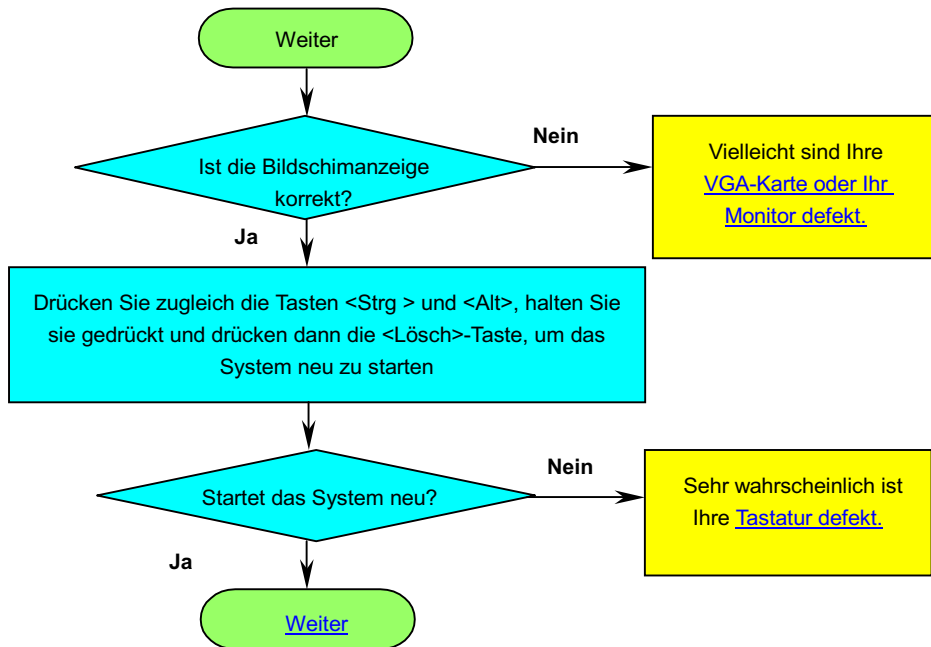 Weiter
Ist die Bildschimanzeige
korrekt?
Nein
Vielleicht sind Ihre
VGA-Karte oder Ihr
Monitor defekt.
Ja
Drücken Sie zugleich die Tasten <Strg > und <Alt>, halten Sie
sie gedrückt und drücken dann die <Lösch>-Taste, um das
System neu zu starten
Startet das System neu?
Nein
Sehr wahrscheinlich ist
Ihre Tastatur defekt.
Ja
Weiter